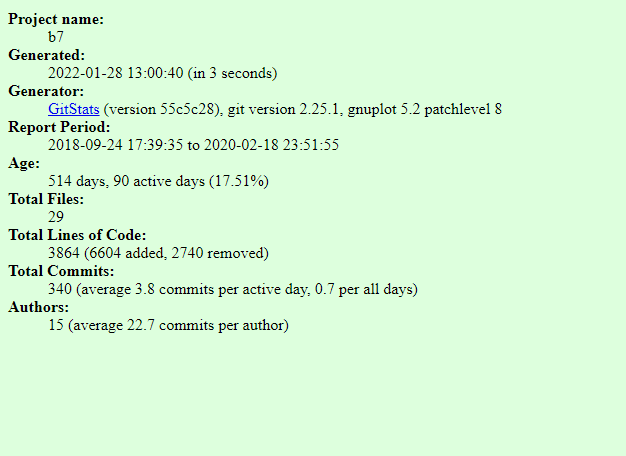 Project name:
b7
Generated:
2022-01-28 13:00:40 (in 3 seconds)
Generator:
GitStats (version 55c5c28), git version 2.25.1, gnuplot 5.2 patchlevel 8
Report Period:
2018-09-24 17:39:35 to 2020-02-18 23:51:55
Age:
514 days, 90 active days (17.51%)
Total Files:
29
Total Lines of Code:
3864 (6604 added, 2740 removed)
Total Commits:
340 (average 3.8 commits per active day, 0.7 per all days)
Authors:
15 (average 22.7 commits per author)